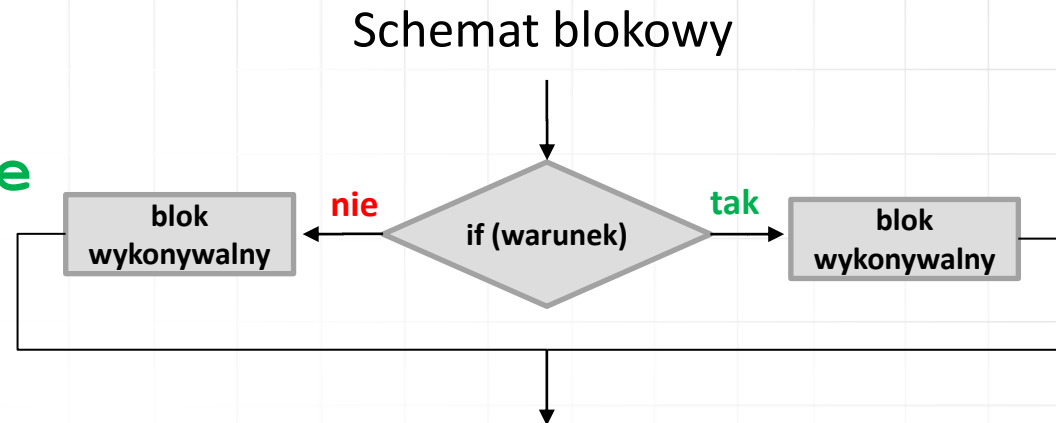 Schemat blokowy
e
blok
wykonywalny
nie
if (warunek)
tak
blok
wykonywalny